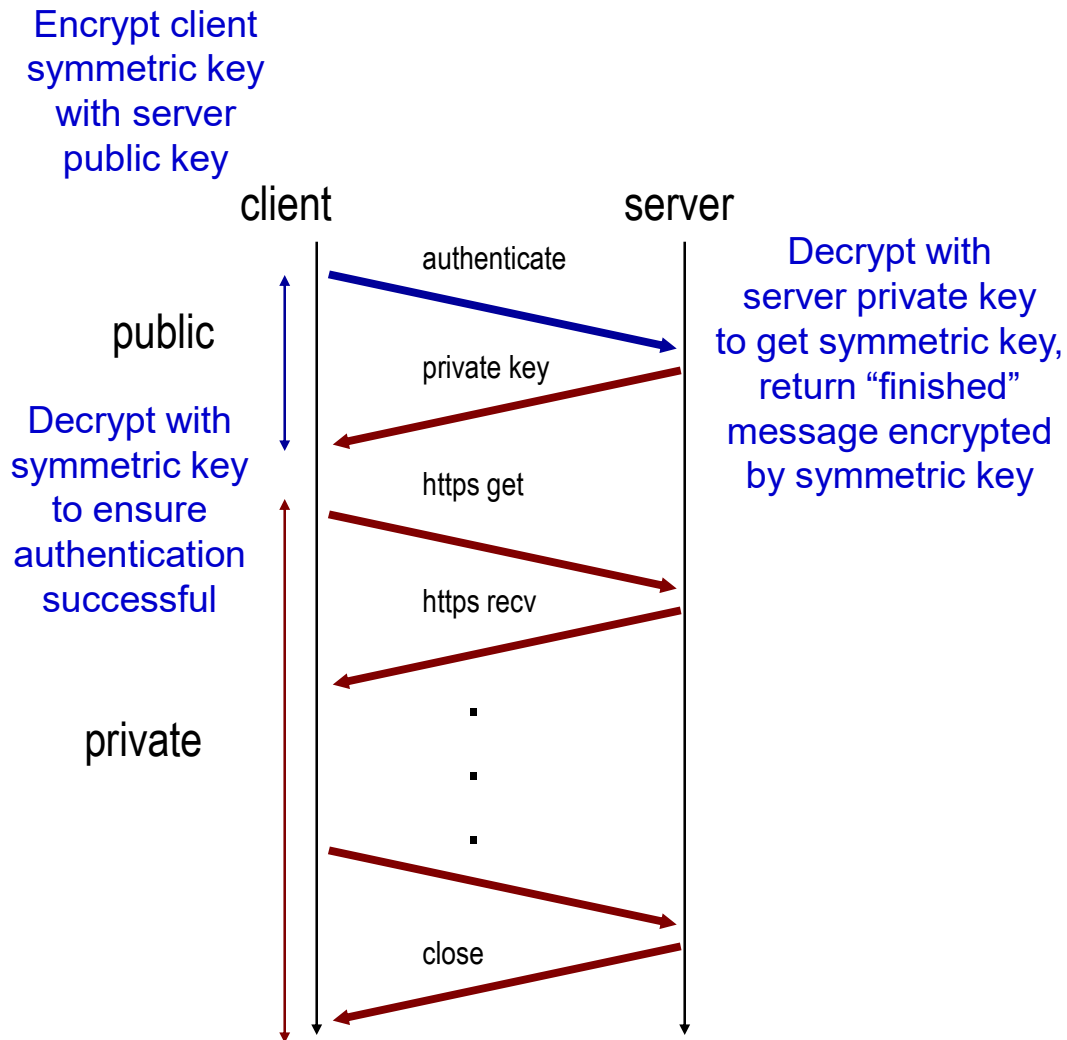 Encrypt client
symmetric key
with server
public key
client
server
authenticate
Decrypt with
server private key
to get symmetric key,
return “finished”
message encrypted
by symmetric key
public
private key
Decrypt with
symmetric key
to ensure
authentication
successful
https get
https recv
private
close